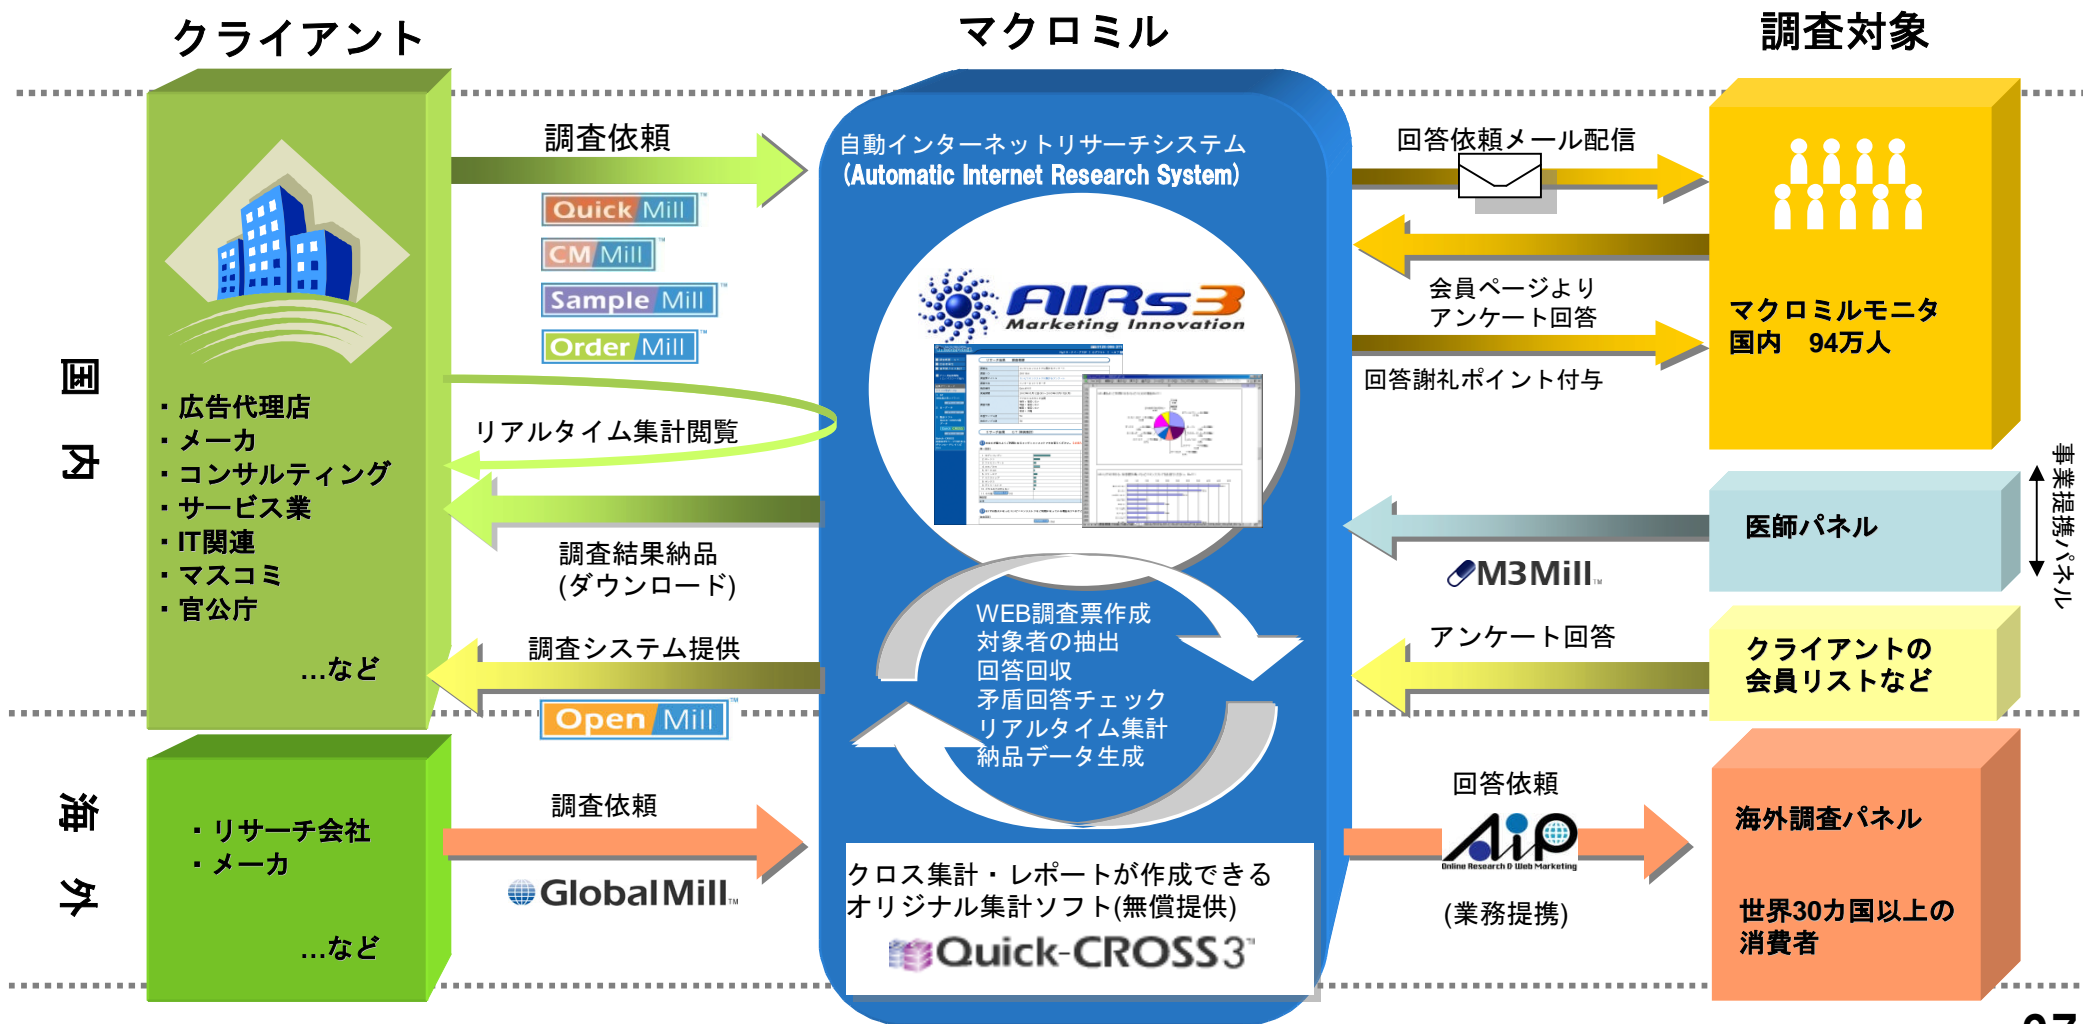 クライアント
マクロミル
調査対象
国内
海外
・広告代理店
・メーカ
・コンサルティング
・サービス業
・IT関連
・マスコミ
・官公庁
…など
・リサーチ会社
・メーカ
…など
調査依頼
Quick Mill™
CM Mill™
Sample Mill™
Order Mill™
リアルタイム集計閲覧
調査結果納品
(ダウンロード)
調査システム提供
Open Mill™
調査依頼
GlobalMill™
自動インターネットリサーチシステム
(Automatic Internet Research System)
AIRs3
Marketing Innovation
WEB調査票作成
対象者の抽出
回答回収
矛盾回答チェック
リアルタイム集計
納品データ生成
クロス集計・レポートが作成できる
オリジナル集計ソフト(無償提供)
Quick-CROSS3™
回答依頼メール配信
会員ページより
アンケート回答
回答謝礼ポイント付与
M3Mill™
アンケート回答
回答依頼
AiP
Online Research & Web Marketing
(業務提携)
マクロミルモニタ
国内 94万人
医師パネル
事業提携パネル
クライアントの
会員リストなど
海外調査パネル
世界30カ国以上の
消費者